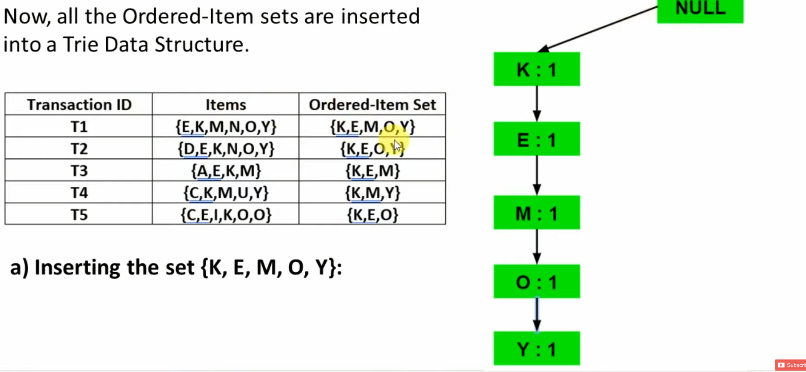 Now, all the Ordered-Item sets are inserted
into a Trie Data Structure.
Transaction ID Items Ordered-Item Set
T1 {E,K,M,N,O,Y} {K,E,M,O,Y}
T2 {D,E,K,N,O,Y} {K,E,O,Y}
T3 {A,E,K,M} {K,E,M}
T4 {C,K,M,U,Y} {K,M,Y}
T5 {C,E,I,K,O,O} {K,E,O}
a) Inserting the set {K, E, M, O, Y}:
NULL
K : 1
E : 1
M : 1
O : 1
Y : 1